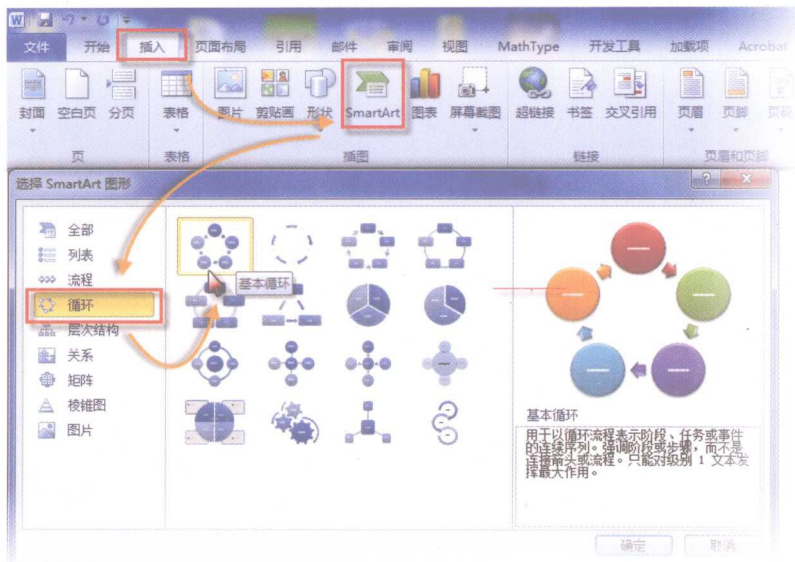 W
文件 开始 插入 页面布局 引用 邮件 审阅 视图 MathType 开发工具 加载项 Acrobat
封面 空白页 分页 表格 图片 剪贴画 形状 SmartArt 图表 屏幕截图 超链接 书签 交叉引用 页眉 页脚 页码
页 表格 插图 链接 页眉和页脚
选择 SmartArt 图形
全部
列表
流程
基本循环
循环
层次结构
关系
矩阵
棱锥图
图片
基本循环
用于以循环流程表示阶段、任务或事件
的连续序列。强调阶段或步骤，而不是
连接箭头或流程。只能对级别 1 文本发
挥最大作用。
确定 取消